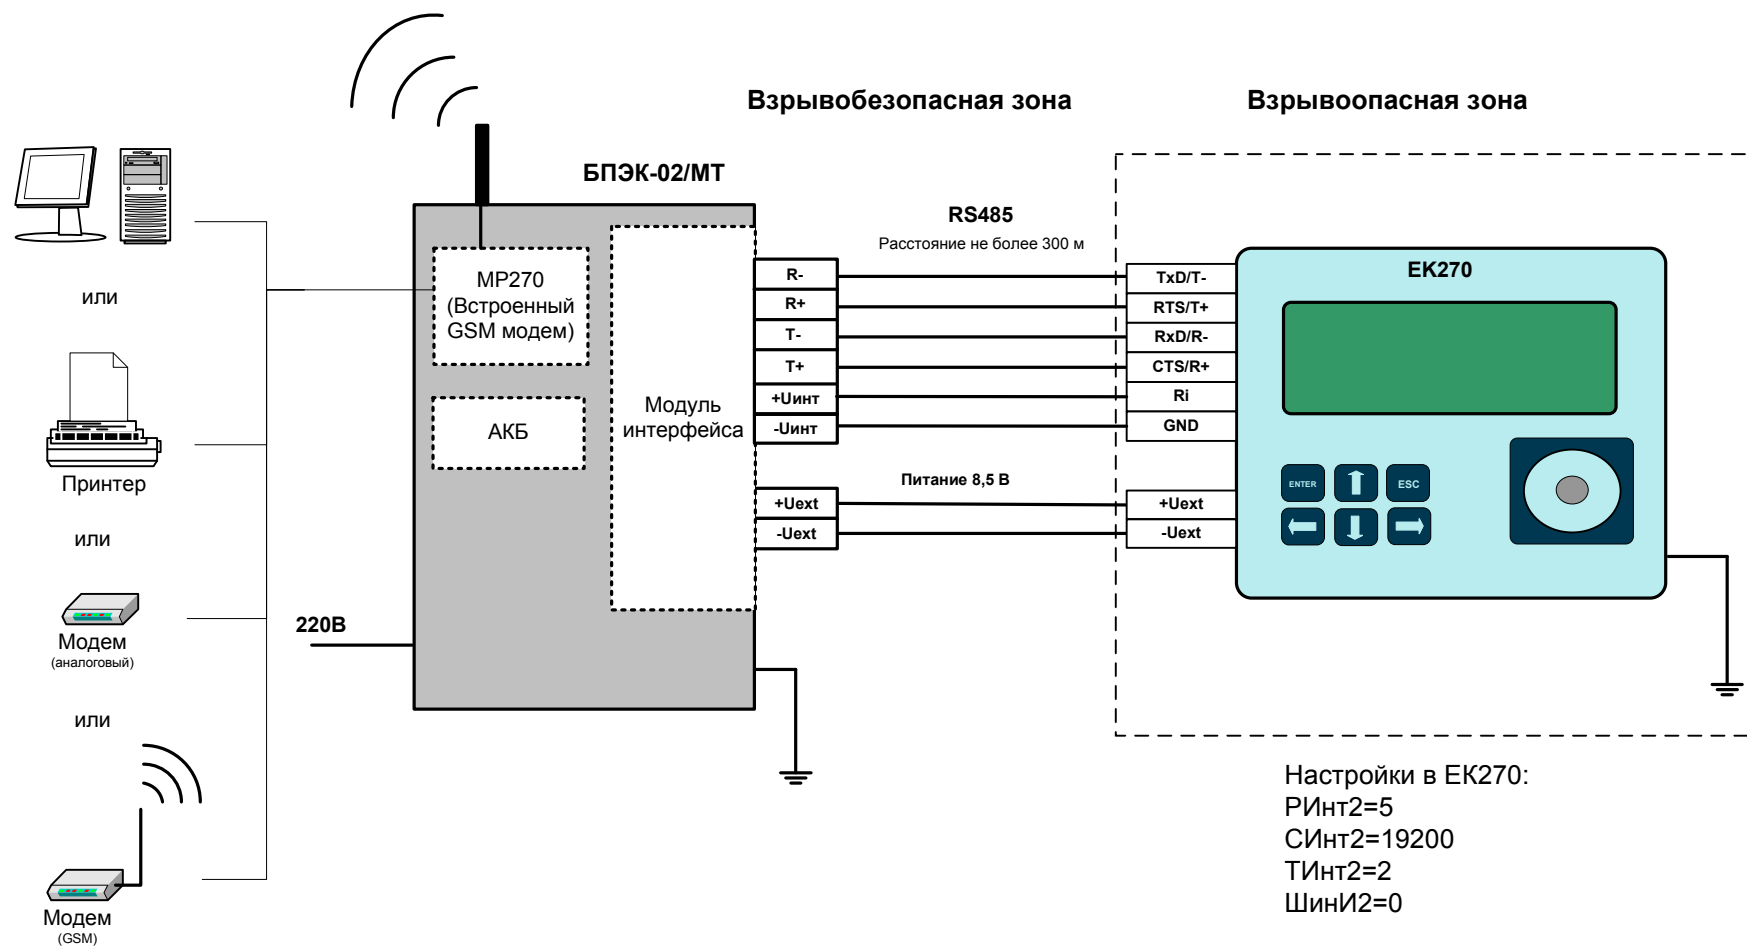 Взрывобезопасная зона
Взрывоопасная зона
БПЭК-02/МТ
RS485
Расстояние не более 300 м
или
Принтер
или
Модем
(аналоговый)
или
Модем
(GSM)
220В
МР270
(Встроенный
GSM модем)
АКБ
Модуль
интерфейса
R-
R+
T-
T+
+Uинт
-Uинт
+Uext
-Uext
Питание 8,5 В
TxD/T-
RTS/T+
RxD/R-
CTS/R+
Ri
GND
+Uext
-Uext
ЕК270
ENTER
ESC
Настройки в ЕК270:
РИнт2=5
СИнт2=19200
ТИнт2=2
ШинИ2=0